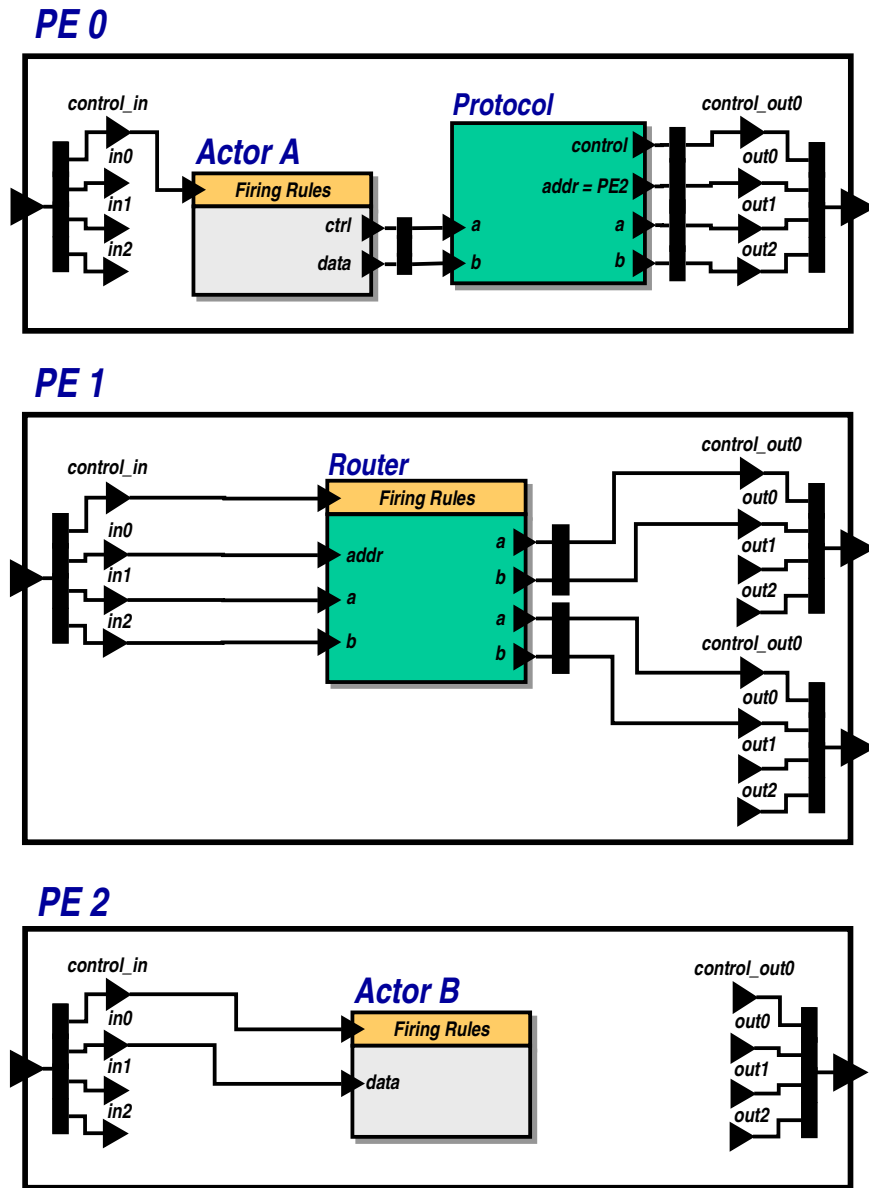 PE 0
control_in
in0
in1
in2
Actor A
Firing Rules
ctrl
data
Protocol
a
b
control
addr = PE2
a
b
control_out0
out0
out1
out2
PE 1
control_in
in0
in1
in2
Router
Firing Rules
addr
a
b
a
b
a
b
control_out0
out0
out1
out2
control_out0
out0
out1
out2
PE 2
control_in
in0
in1
in2
Actor B
Firing Rules
data
control_out0
out0
out1
out2